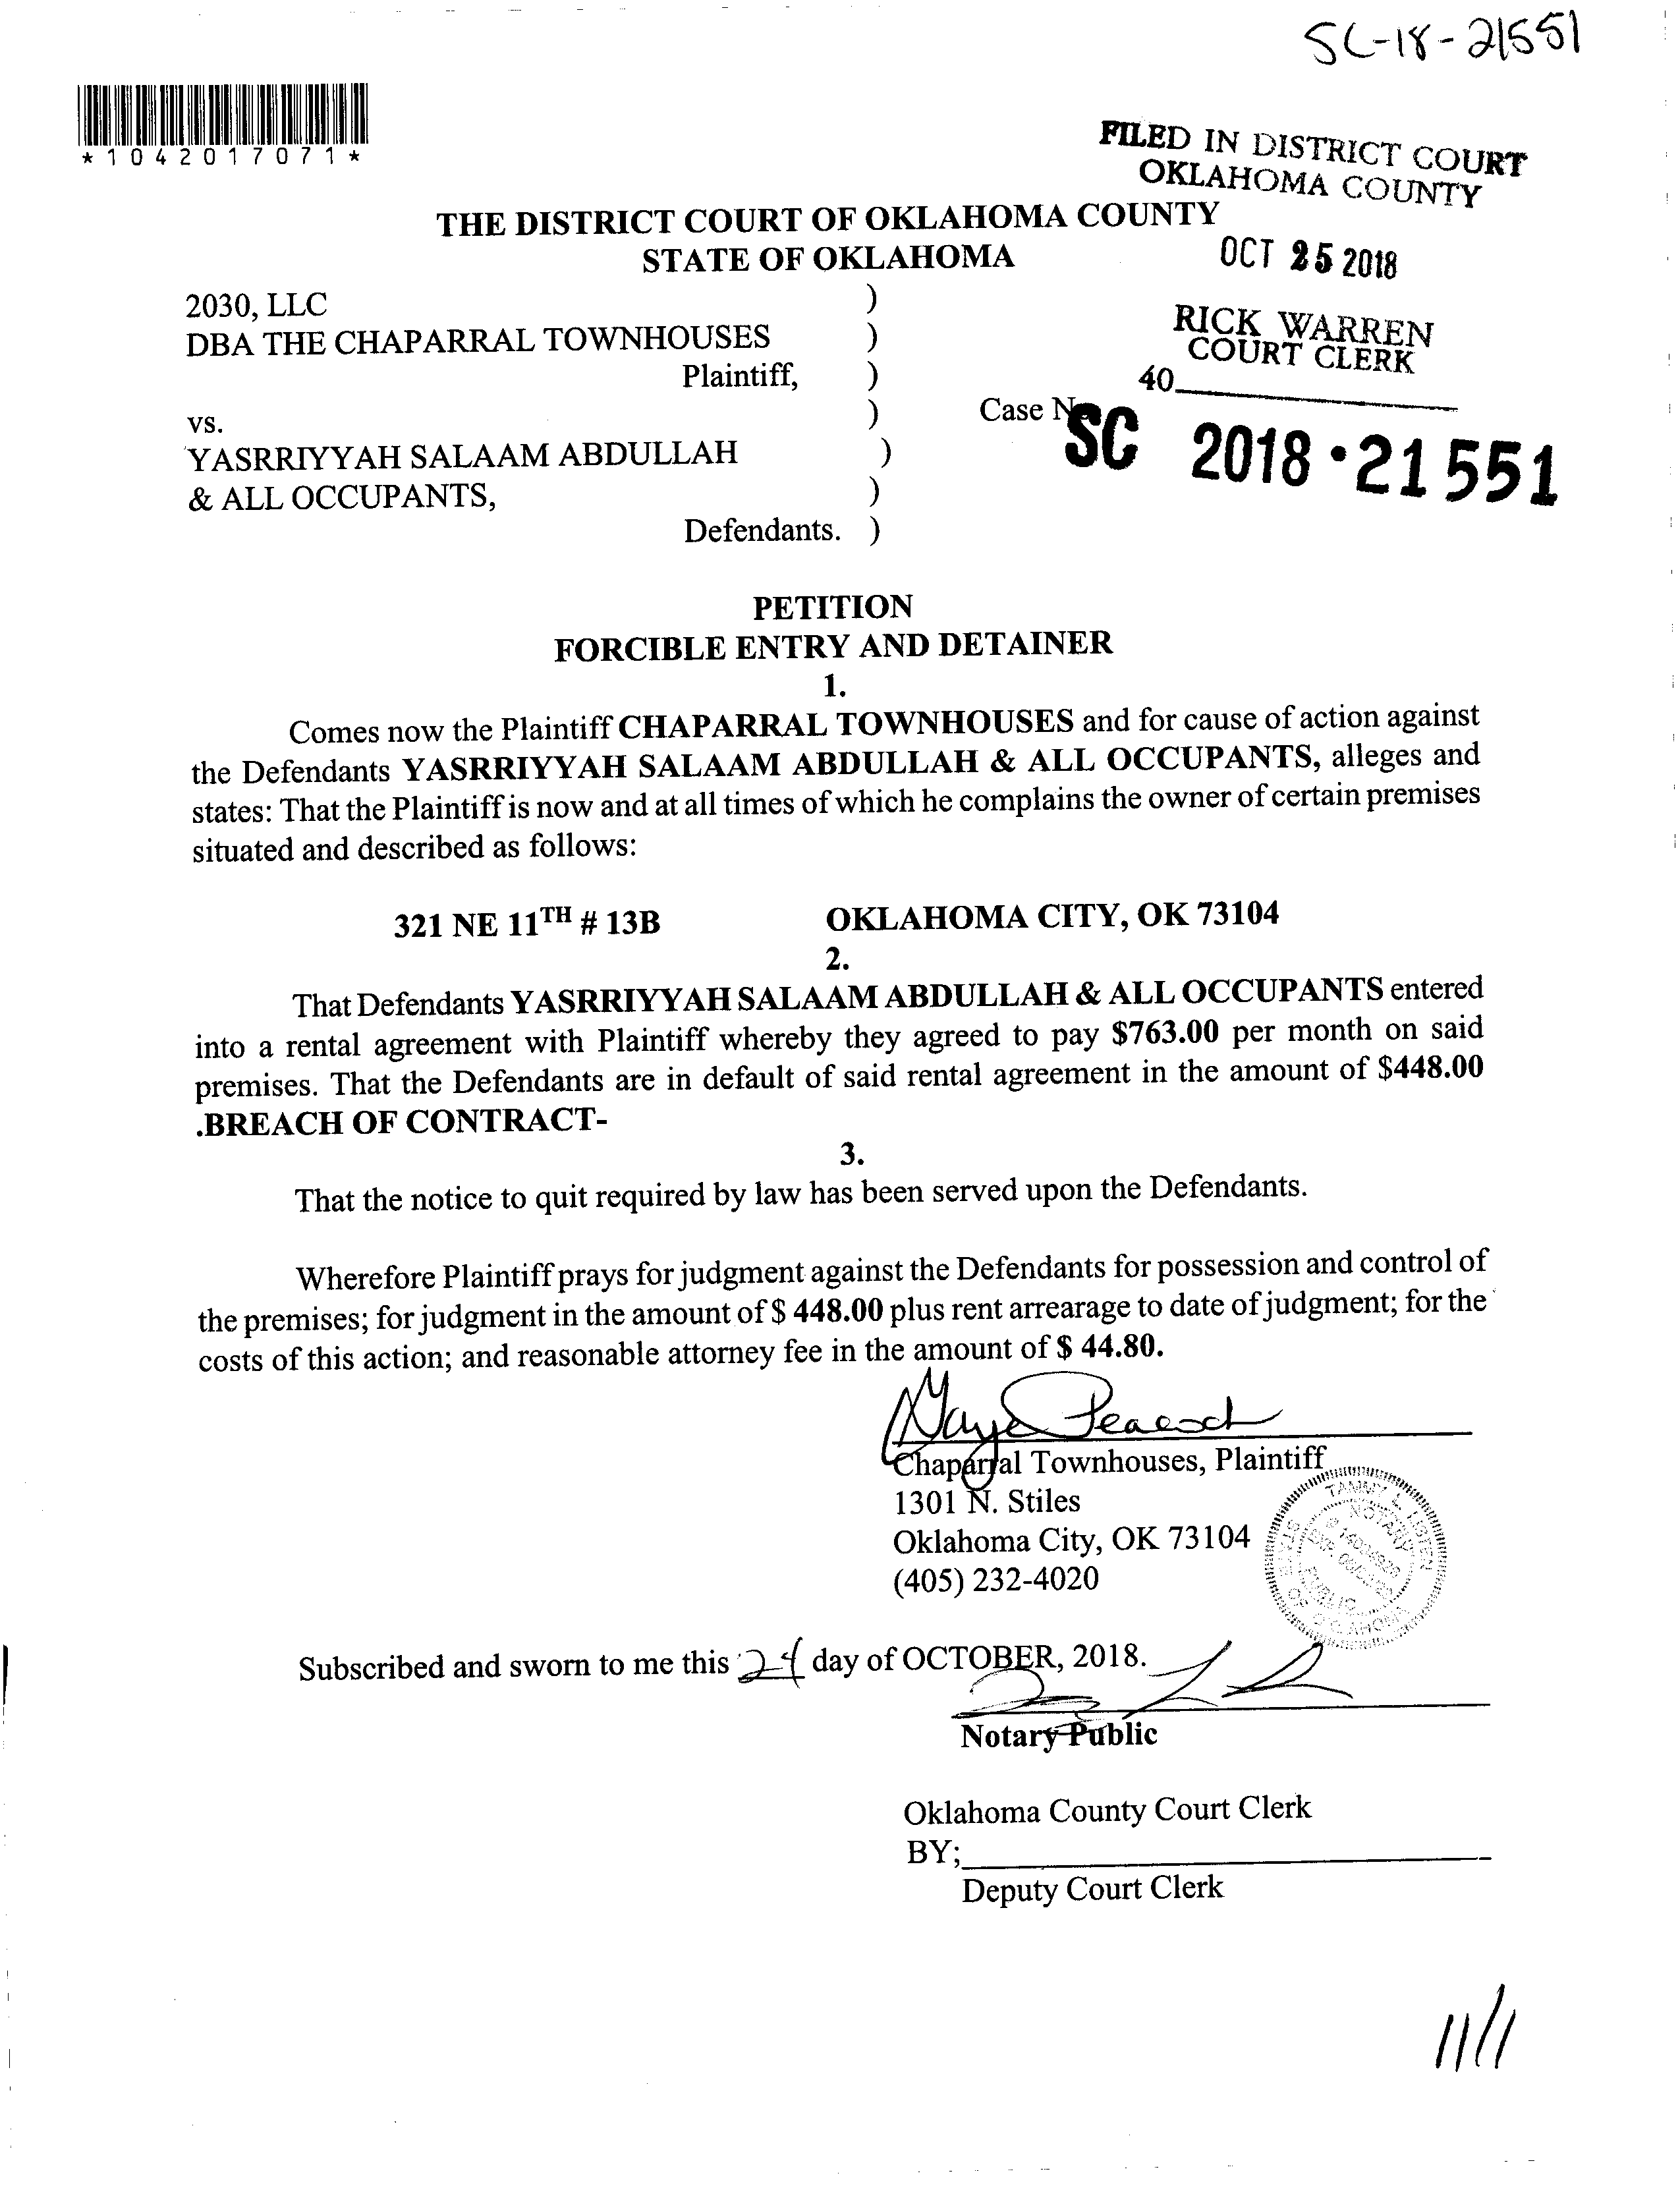 SC-18-21551
*1042017071*
FILED IN DISTRICT COURT
OKLAHOMA COUNTY
THE DISTRICT COURT OF OKLAHOMA COUNTY
STATE OF OKLAHOMA
OCT 25 2018
RICK WARREN
COURT CLERK
40
2030, LLC )
DBA THE CHAPARRAL TOWNHOUSES )
Plaintiff, )
vs. ) Case No.
SC 2018-21551
YASRRIYYAH SALAAM ABDULLAH )
& ALL OCCUPANTS, )
Defendants. )
PETITION
FORCIBLE ENTRY AND DETAINER
1.
Comes now the Plaintiff CHAPARRAL TOWNHOUSES and for cause of action against
the Defendants YASRRIYYAH SALAAM ABDULLAH & ALL OCCUPANTS, alleges and
states: That the Plaintiff is now and at all times of which he complains the owner of certain premises
situated and described as follows:
321 NE 11TH # 13B OKLAHOMA CITY, OK 73104
2.
That Defendants YASRRIYYAH SALAAM ABDULLAH & ALL OCCUPANTS entered
into a rental agreement with Plaintiff whereby they agreed to pay $763.00 per month on said
premises. That the Defendants are in default of said rental agreement in the amount of $448.00
.BREACH OF CONTRACT-
3.
That the notice to quit required by law has been served upon the Defendants.
Wherefore Plaintiff prays for judgment against the Defendants for possession and control of
the premises; for judgment in the amount of $ 448.00 plus rent arrearage to date of judgment; for the
costs of this action; and reasonable attorney fee in the amount of $ 44.80.
Gaye Peacock
Chaparral Townhouses, Plaintiff
1301 N. Stiles
Oklahoma City, OK 73104
(405) 232-4020
TAMMY L.
NOTARY
PUBLIC
OF OKLAHOMA
Subscribed and sworn to me this 24 day of OCTOBER, 2018.
Notary Public
Oklahoma County Court Clerk
BY;
Deputy Court Clerk
11/1